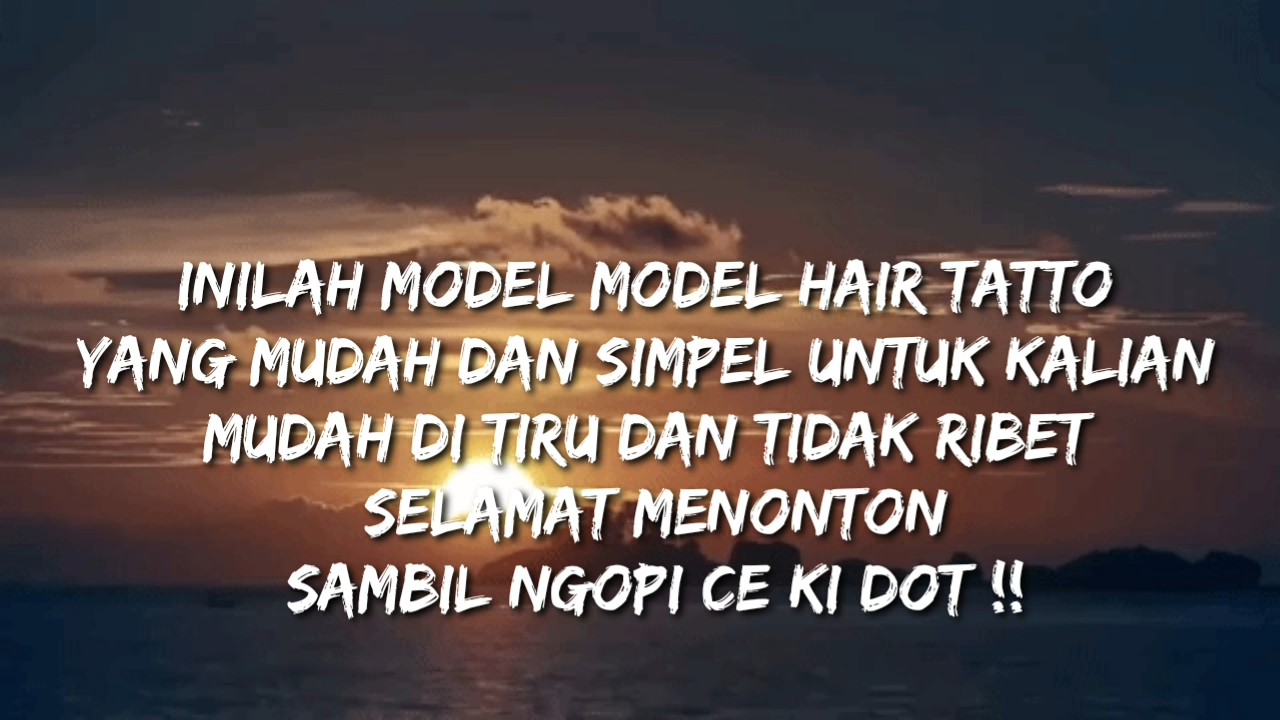 INILAH MODEL MODEL HAIR TATTO
YANG MUDAH DAN SIMPEL UNTUK KALIAN
MUDAH DI TIRU DAN TIDAK RIBET
SELAMAT MENONTON
SAMBIL NGOPI CE KI DOT !!